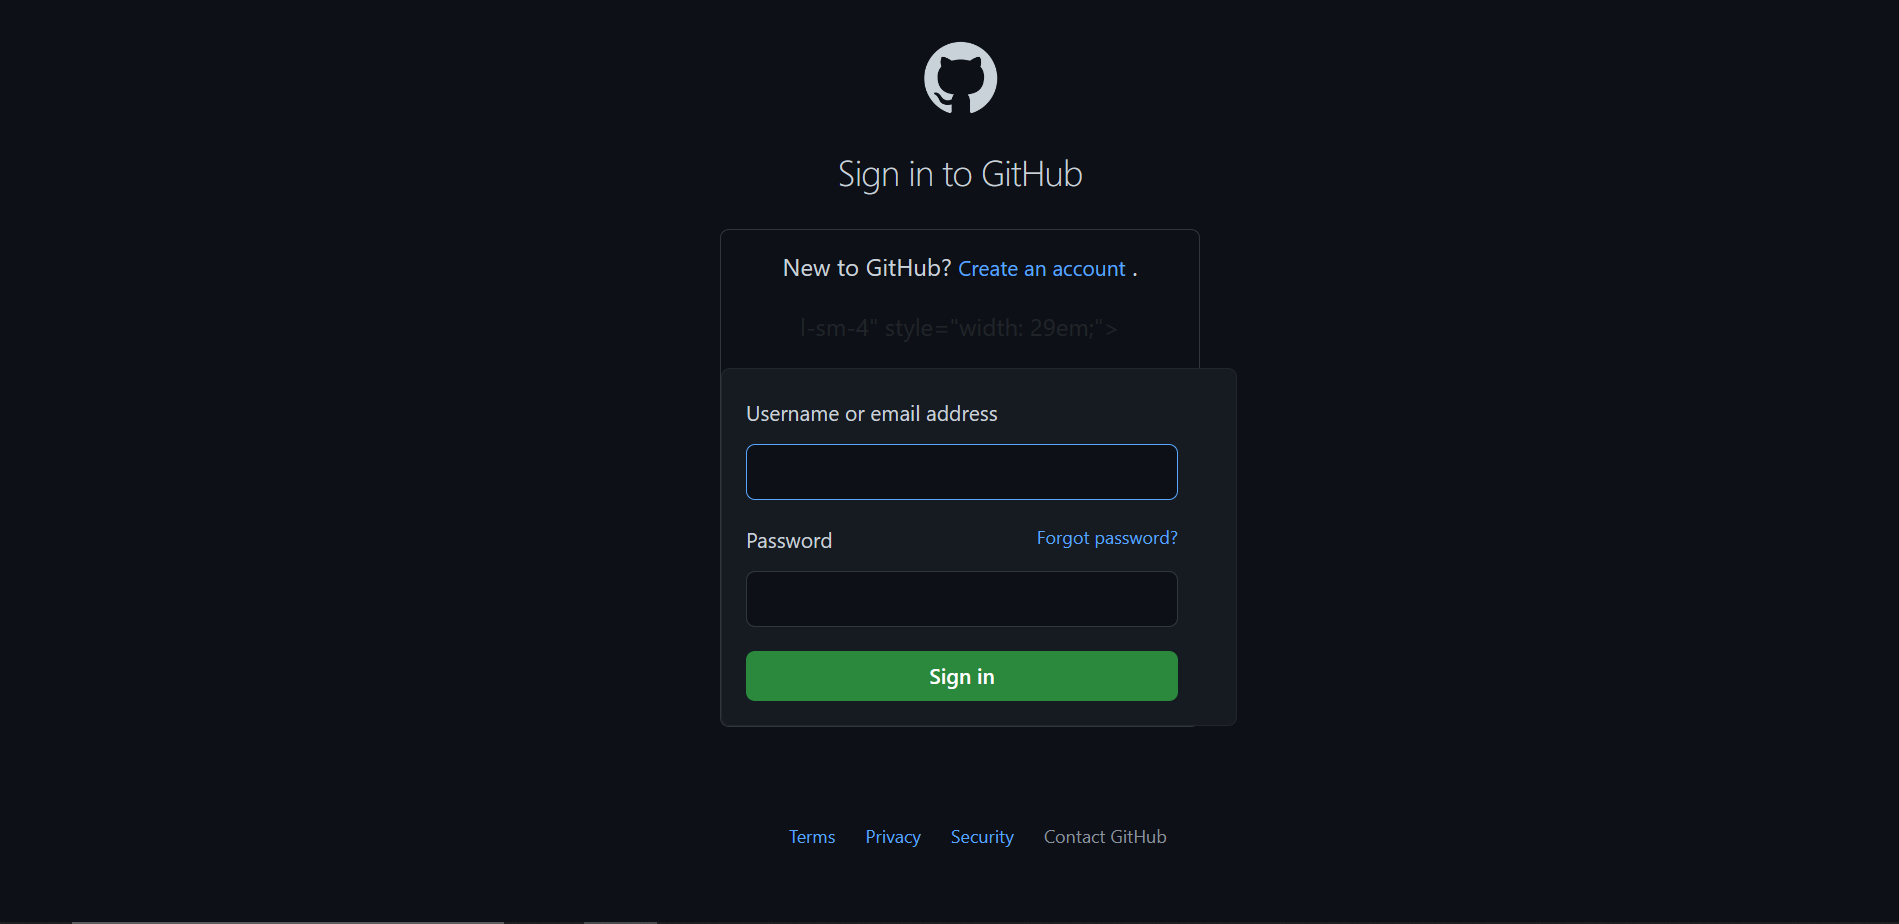 Sign in to GitHub
New to GitHub? Create an account .
l-sm-4" style="width: 29em;">
Username or email address
Password Forgot password?
Sign in
Terms Privacy Security Contact GitHub